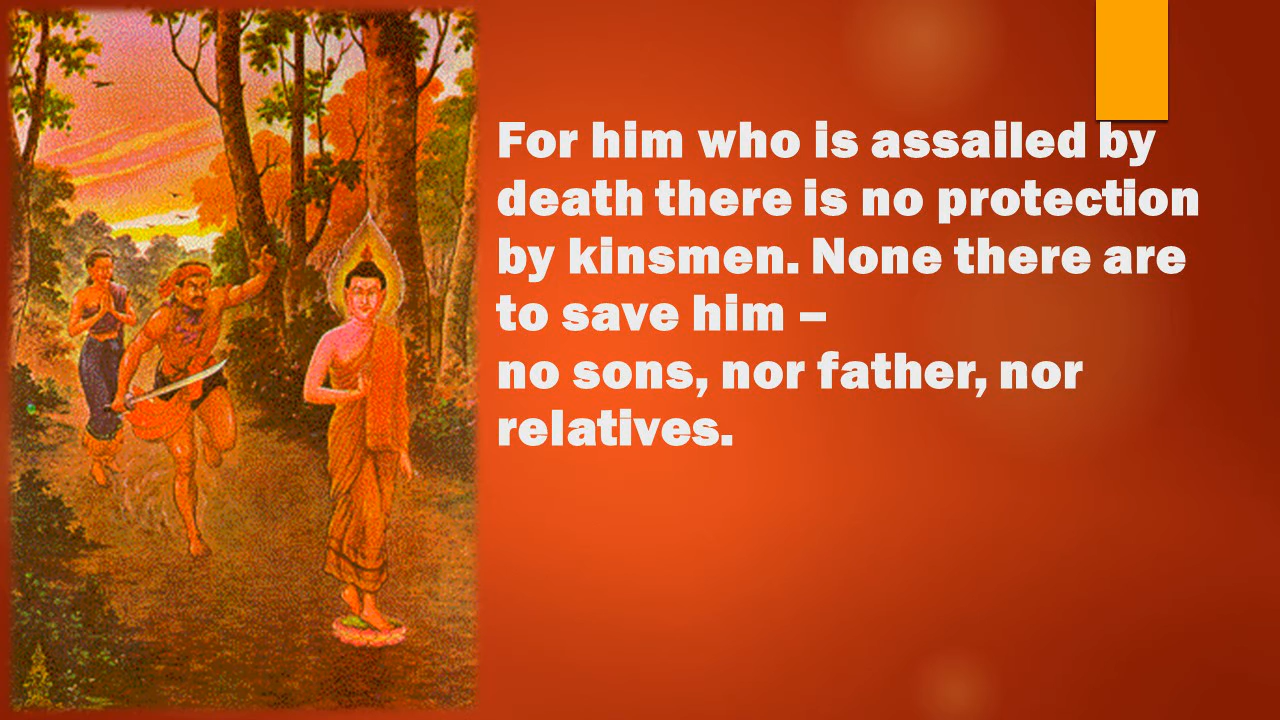 For him who is assailed by
death there is no protection
by kinsmen. None there are
to save him –
no sons, nor father, nor
relatives.